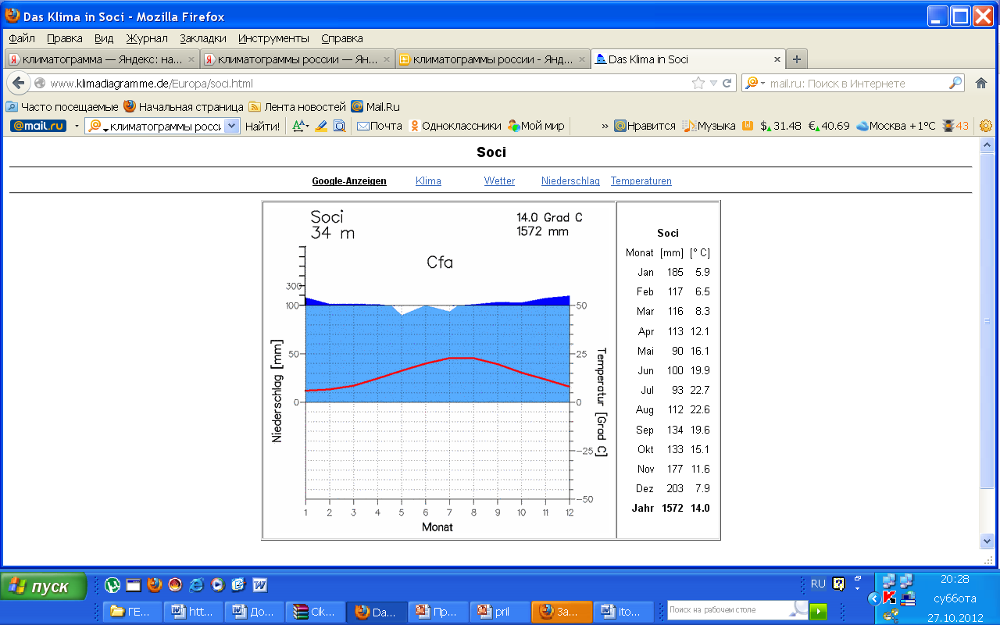 Das Klima in Soci - Mozilla Firefox
Файл Правка Вид Журнал Закладки Инструменты Справка
климатограмма — Яндекс: на... климатограммы россии — Ян... климатограммы россии - Янд... Das Klima in Soci
www.klimadiagramme.de/Europa/soci.html mail.ru: Поиск в Интернете
Часто посещаемые Начальная страница Лента новостей Mail.Ru
@mail.ru климатограммы росси Найти! Почта Одноклассники Мой мир » Нравится Музыка $ 31.48 € 40.69 Москва +1°C 43
Soci
Google-Anzeigen Klima Wetter Niederschlag Temperaturen
Soci 14.0 Grad C
34 m 1572 mm
Cfa
300
100 50
50 25
0 0
-25
-50
Niederschlag [mm]
Temperatur [Grad C]
1 2 3 4 5 6 7 8 9 10 11 12
Monat
Soci
Monat [mm] [° C]
Jan 185 5.9
Feb 117 6.5
Mar 116 8.3
Apr 113 12.1
Mai 90 16.1
Jun 100 19.9
Jul 93 22.7
Aug 112 22.6
Sep 134 19.6
Okt 133 15.1
Nov 177 11.6
Dez 203 7.9
Jahr 1572 14.0
пуск RU 20:28
суббота
ГЕ... htt... До... Cik... Da... Пр... pril За... ito... Поиск на рабочем столе 27.10.2012